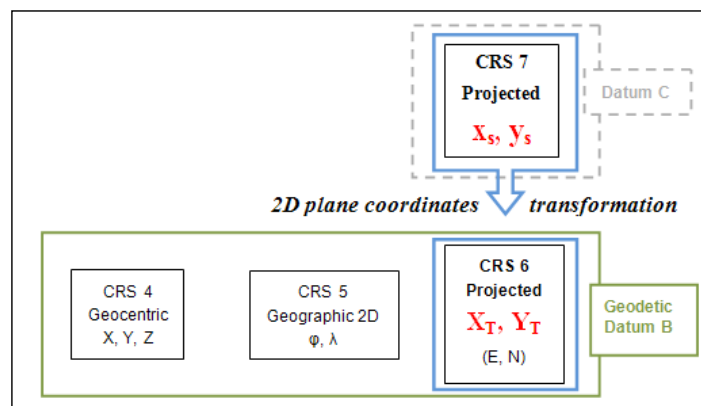 CRS 7
Projected
Xs, ys
Datum C
2D plane coordinates transformation
CRS 4
Geocentric
X, Y, Z
CRS 5
Geographic 2D
φ, λ
CRS 6
Projected
XT, YT
(E, N)
Geodetic
Datum B